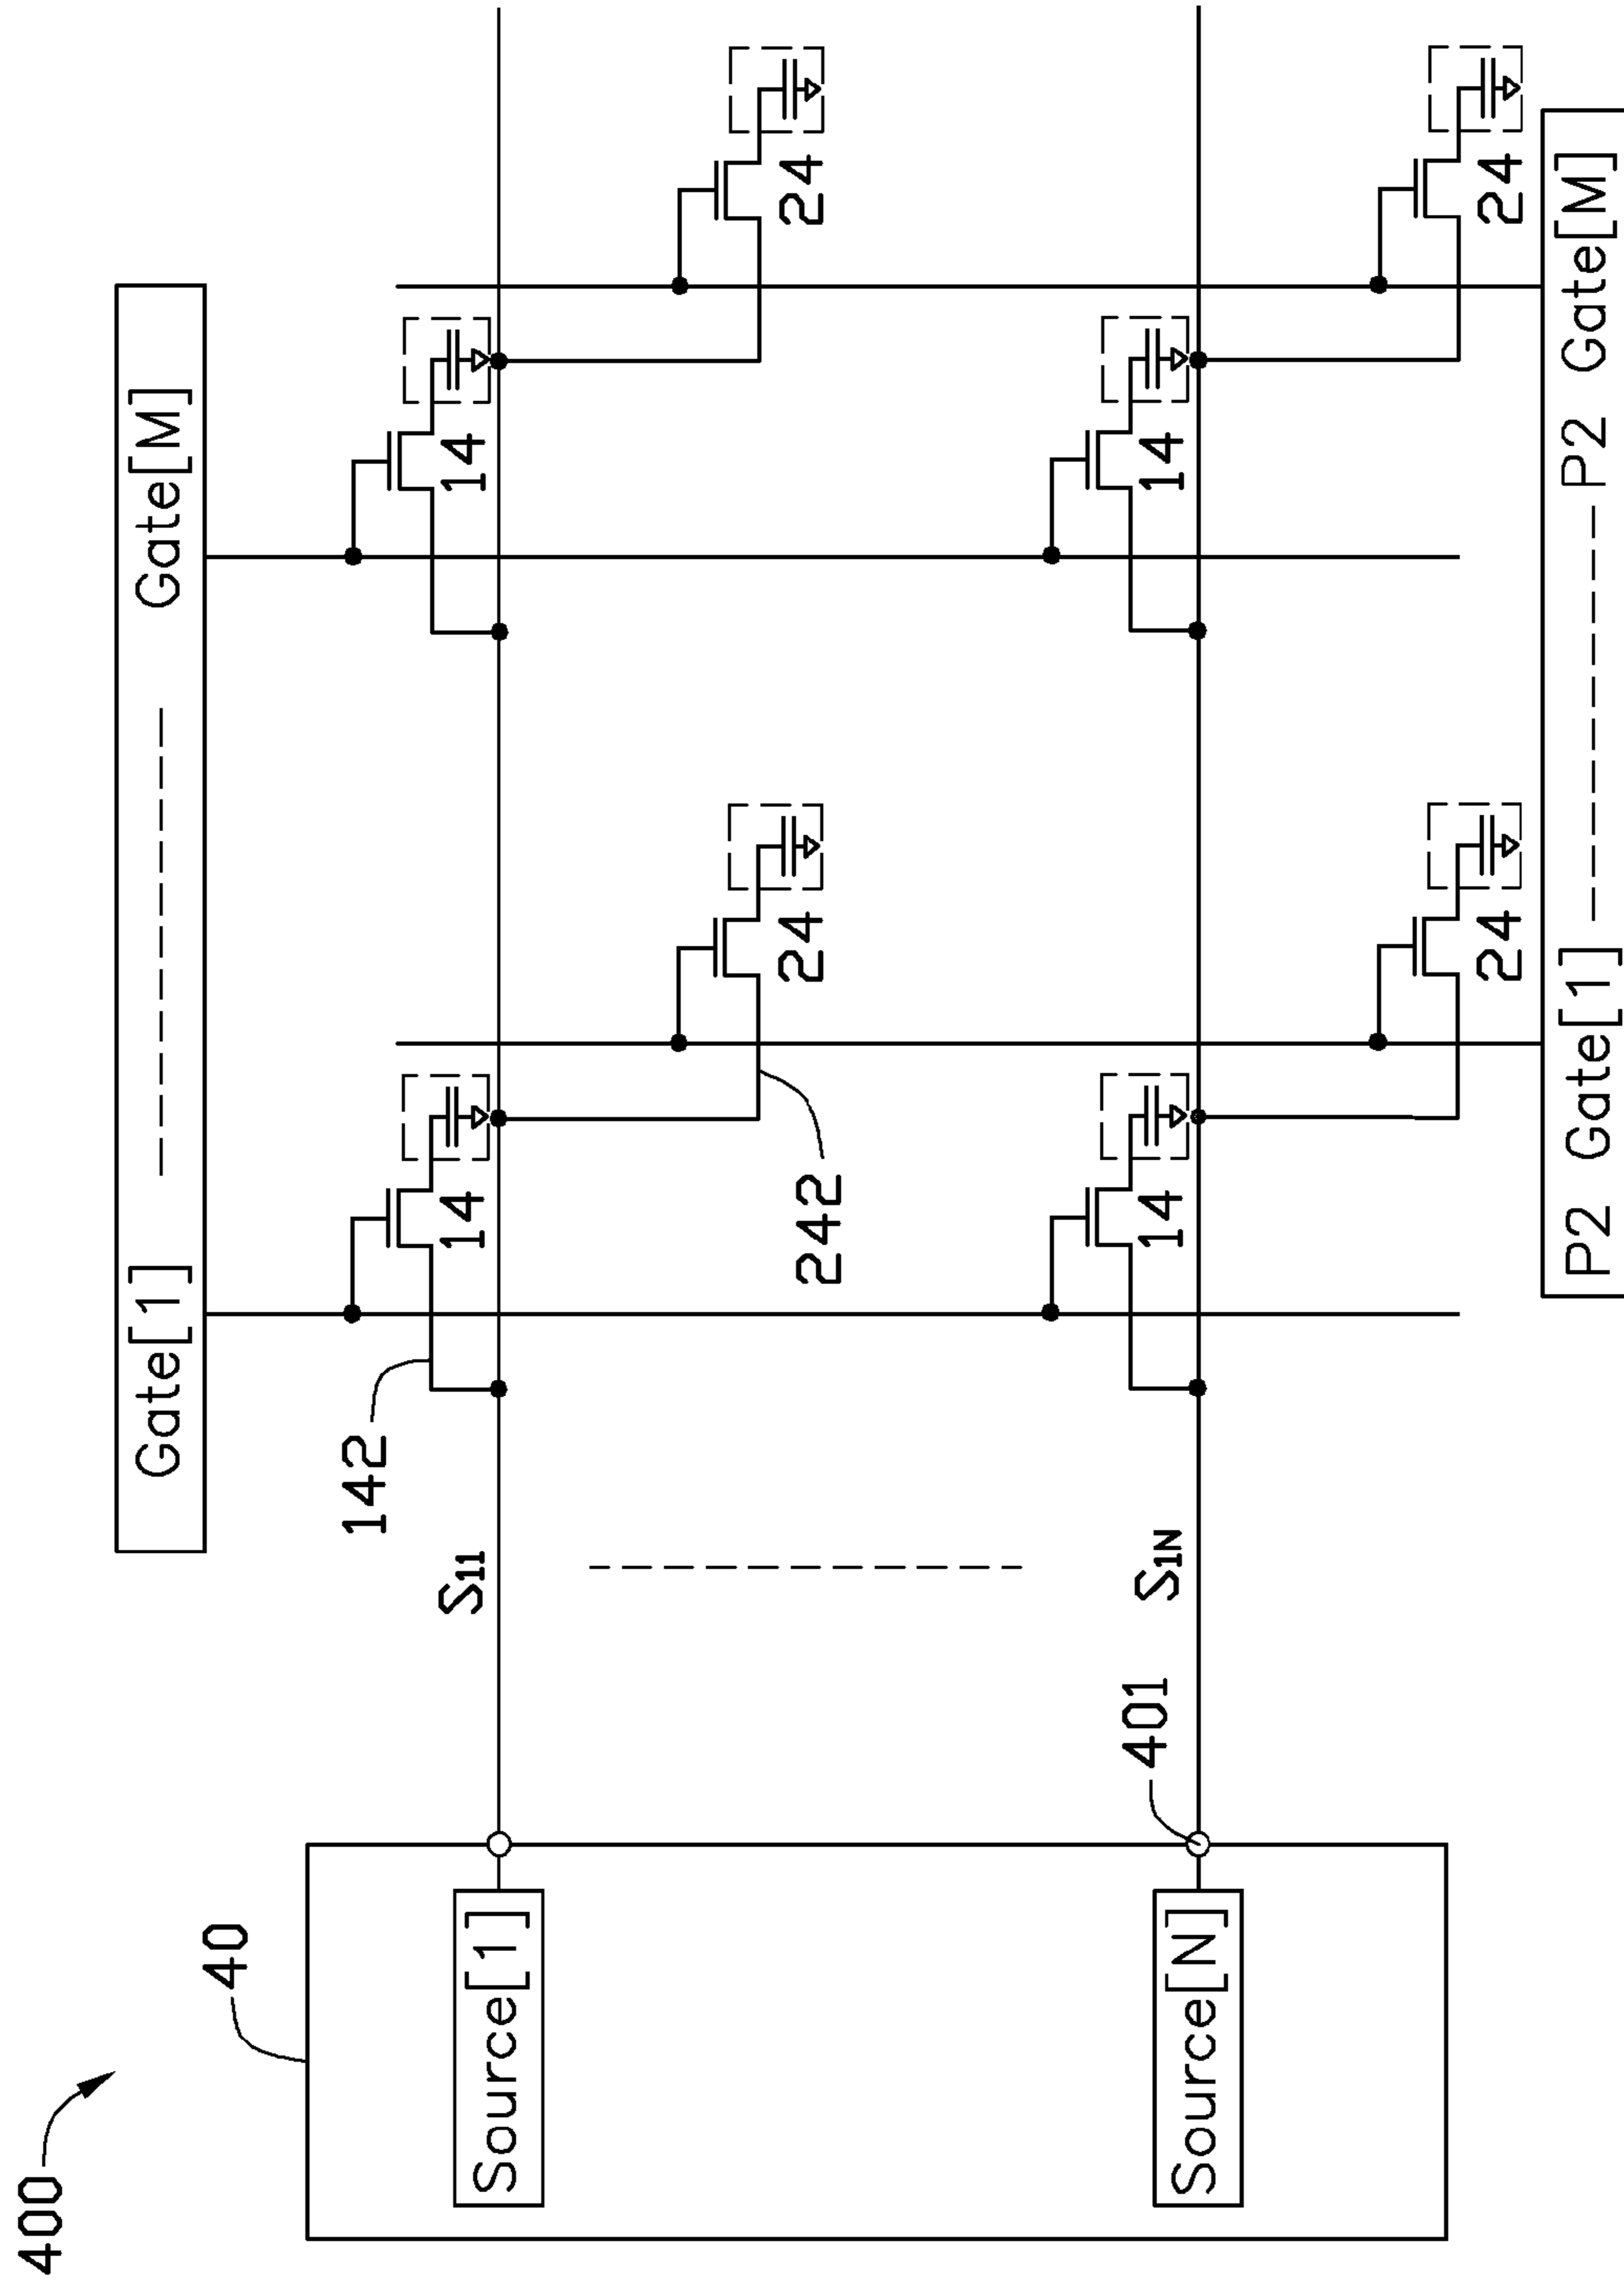 400
40
Source[1]
Source[N]
401
S11
S1N
142
242
Gate[1]
Gate[M]
14
14
14
14
24
24
24
24
P2 Gate[1]
P2 Gate[M]